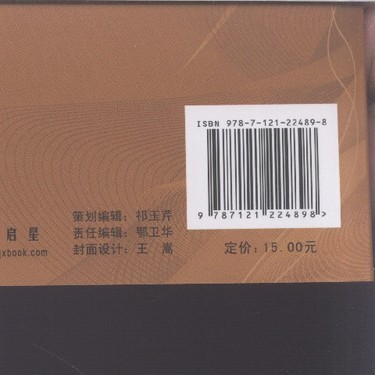 ISBN 978-7-121-22489-8
9 787121 224898 >
策划编辑：祁玉芹
启星 责任编辑：鄂卫华
xbook.com 封面设计：王 嵩
定价：15.00元